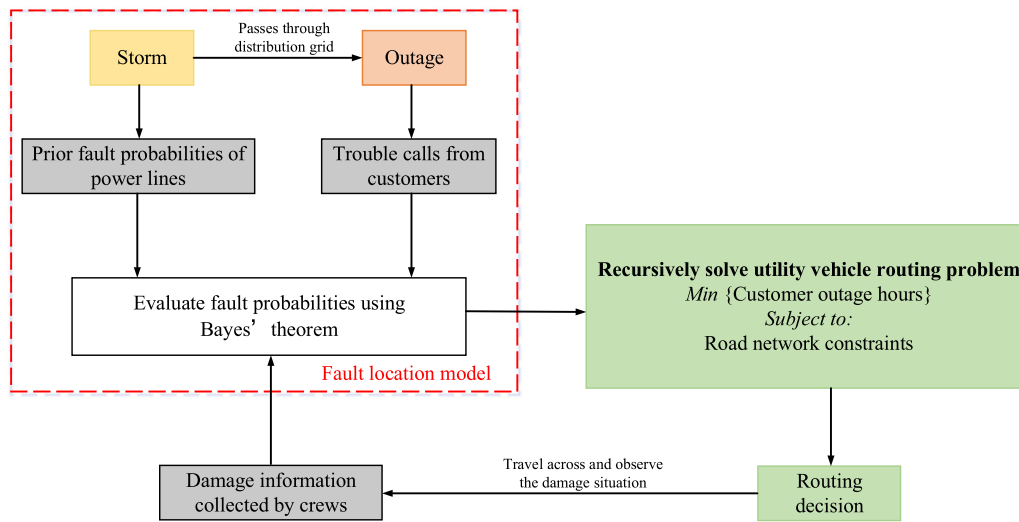 Passes through
distribution grid
Storm
Outage
Prior fault probabilities of
power lines
Trouble calls from
customers
Evaluate fault probabilities using
Bayes’ theorem
Fault location model
Recursively solve utility vehicle routing problem
Min {Customer outage hours}
Subject to:
Road network constraints
Travel across and observe
the damage situation
Damage information
collected by crews
Routing
decision